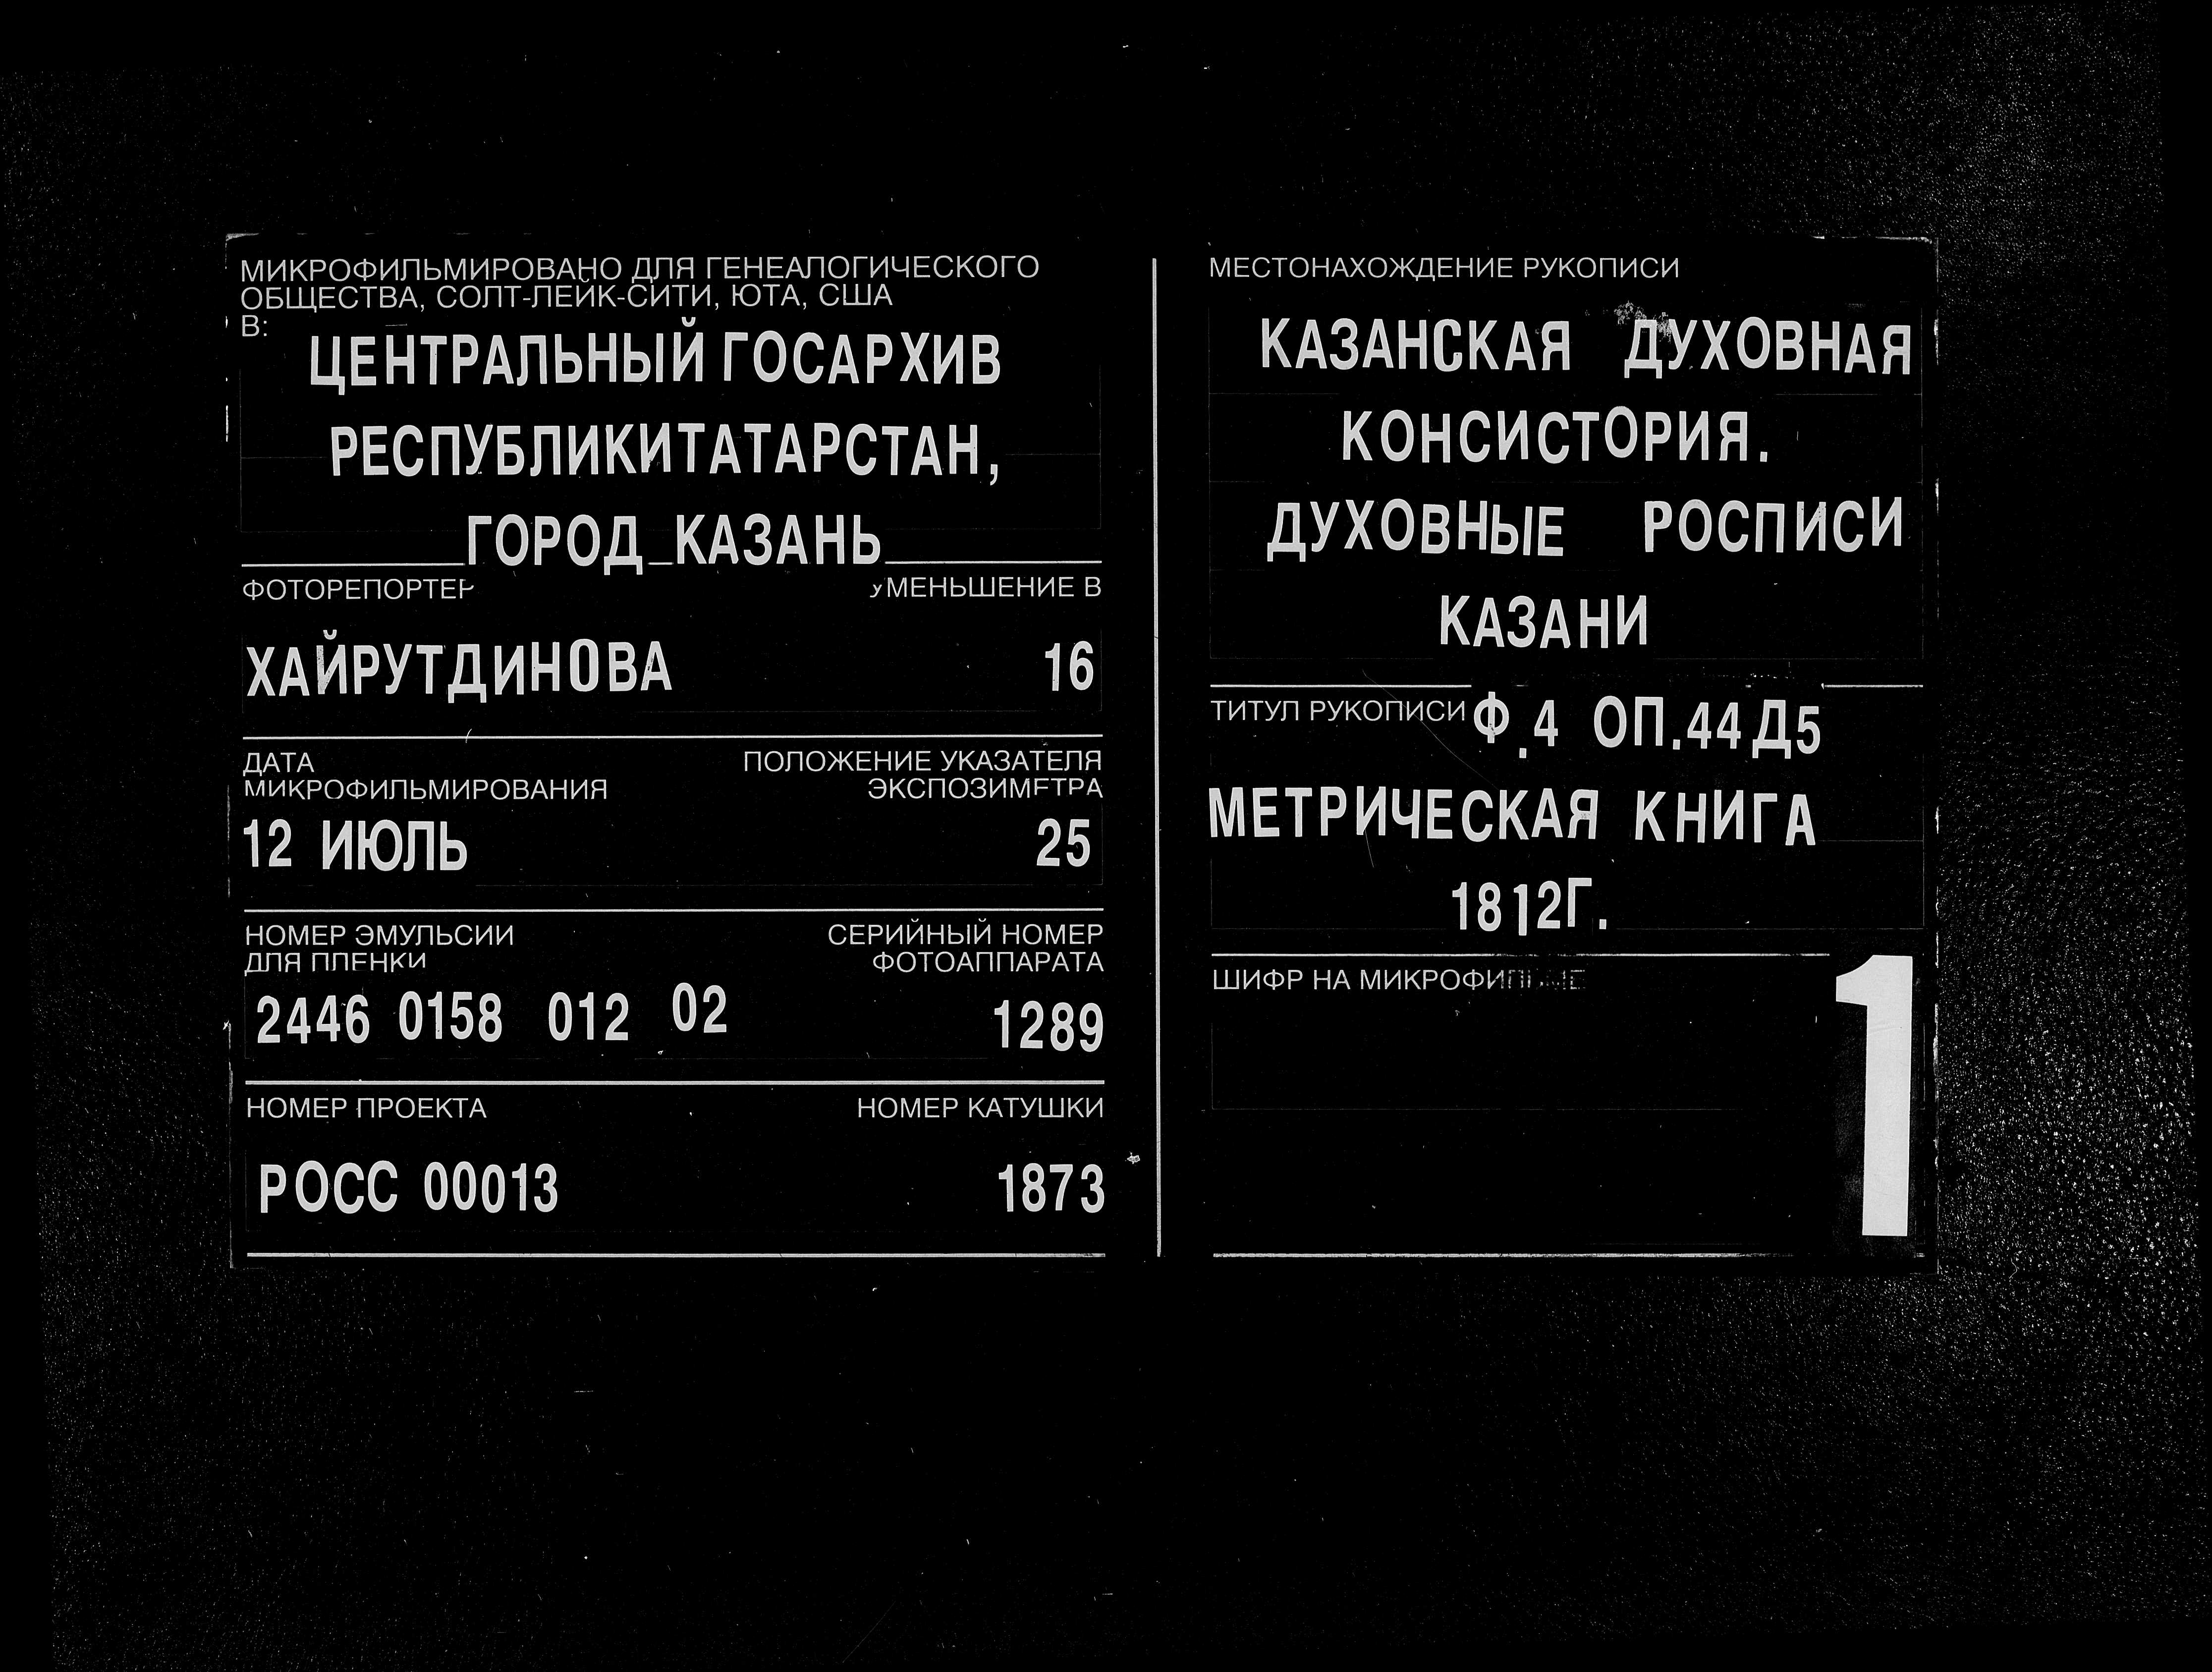 МИКРОФИЛЬМИРОВАНО ДЛЯ ГЕНЕАЛОГИЧЕСКОГО
ОБЩЕСТВА, СОЛТ-ЛЕЙК-СИТИ, ЮТА, США
В:
ЦЕНТРАЛЬНЫЙ ГОСАРХИВ
РЕСПУБЛИКИТАТАРСТАН,
ГОРОД КАЗАНЬ
ФОТОРЕПОРТЕР УМЕНЬШЕНИЕ В
ХАЙРУТДИНОВА 16
ДАТА ПОЛОЖЕНИЕ УКАЗАТЕЛЯ
МИКРОФИЛЬМИРОВАНИЯ ЭКСПОЗИМЕТРА
12 ИЮЛЬ 25
НОМЕР ЭМУЛЬСИИ СЕРИЙНЫЙ НОМЕР
ДЛЯ ПЛЕНКИ ФОТОАППАРАТА
2446 0158 012 02 1289
НОМЕР ПРОЕКТА НОМЕР КАТУШКИ
РОСС 00013 1873
МЕСТОНАХОЖДЕНИЕ РУКОПИСИ
КАЗАНСКАЯ ДУХОВНАЯ
КОНСИСТОРИЯ.
ДУХОВНЫЕ РОСПИСИ
КАЗАНИ
ТИТУЛ РУКОПИСИ Ф.4 ОП.44 Д5
МЕТРИЧЕСКАЯ КНИГА
1812Г.
ШИФР НА МИКРОФИЛЬМЕ
1